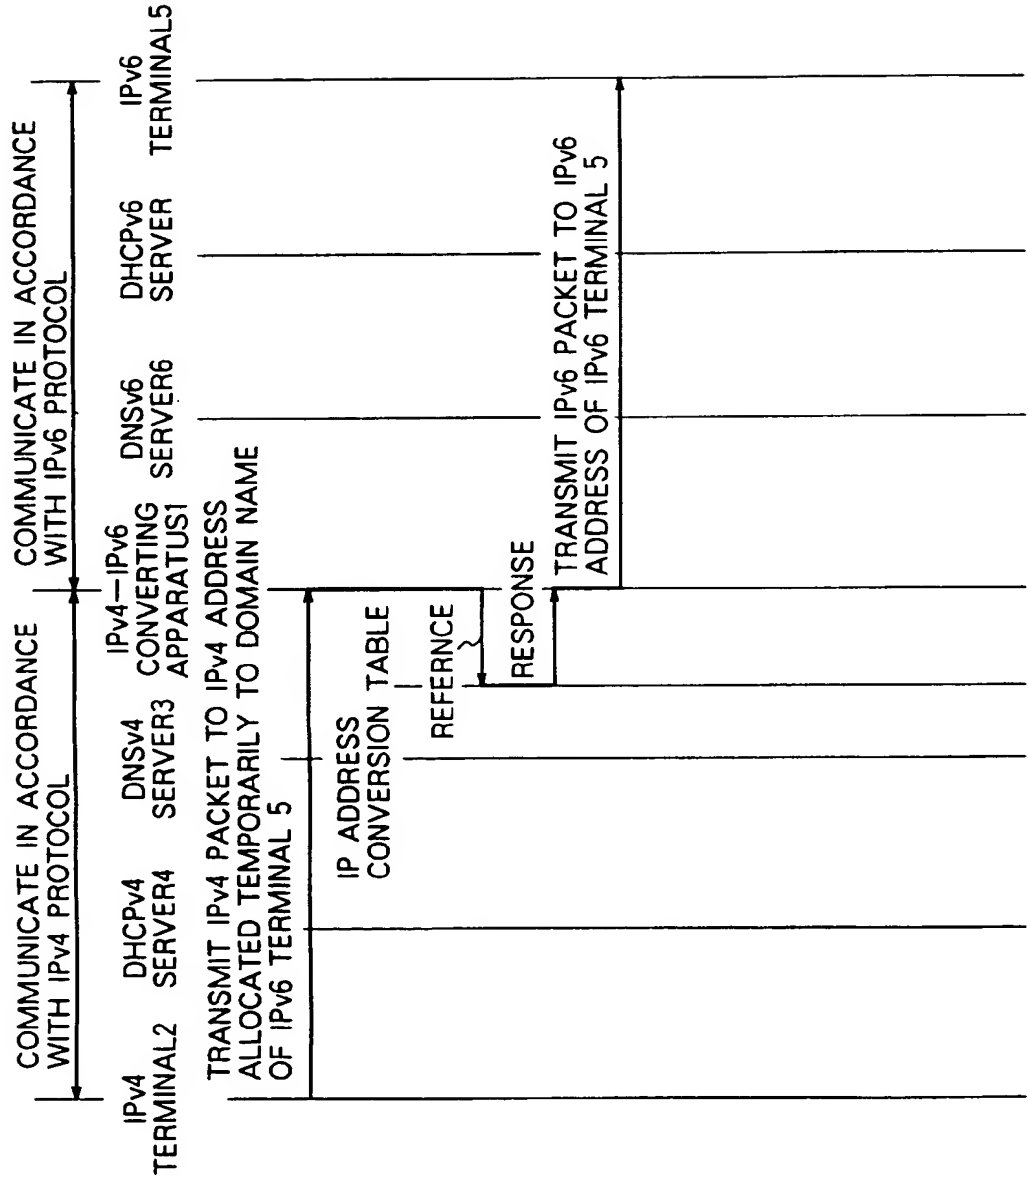 COMMUNICATE IN ACCORDANCE
WITH IPv4 PROTOCOL
COMMUNICATE IN ACCORDANCE
WITH IPv6 PROTOCOL
IPv4
TERMINAL2
DHCPv4
SERVER4
DNSv4
SERVER3
IPv4-IPv6
CONVERTING
APPARATUS1
DNSv6
SERVER6
DHCPv6
SERVER
IPv6
TERMINAL5
TRANSMIT IPv4 PACKET TO IPv4 ADDRESS
ALLOCATED TEMPORARILY TO DOMAIN NAME
OF IPv6 TERMINAL 5
IP ADDRESS
CONVERSION TABLE
REFERNCE
RESPONSE
TRANSMIT IPv6 PACKET TO IPv6
ADDRESS OF IPv6 TERMINAL 5